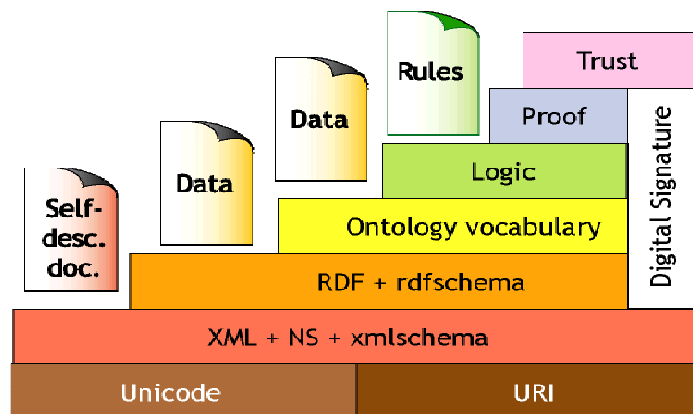 Trust
Rules
Proof
Data
Logic
Data
Self-
desc.
doc.
Ontology vocabulary
Digital Signature
RDF + rdfschema
XML + NS + xmlschema
Unicode
URI